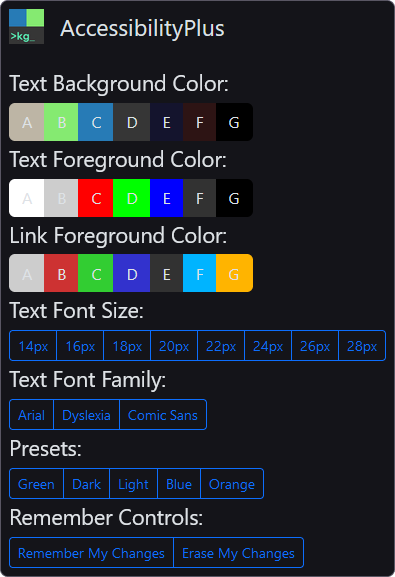 >kg_
AccessibilityPlus
Text Background Color:
A B C D E F G
Text Foreground Color:
A B C D E F G
Link Foreground Color:
A B C D E F G
Text Font Size:
14px 16px 18px 20px 22px 24px 26px 28px
Text Font Family:
Arial Dyslexia Comic Sans
Presets:
Green Dark Light Blue Orange
Remember Controls:
Remember My Changes Erase My Changes